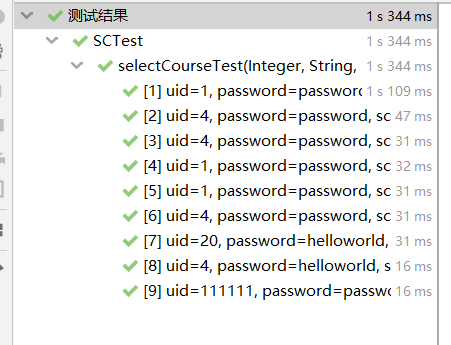 测试结果 1 s 344 ms
SCTest 1 s 344 ms
selectCourseTest(Integer, String, 1 s 344 ms
[1] uid=1, password=password 1 s 109 ms
[2] uid=4, password=password, sc 47 ms
[3] uid=4, password=password, sc 31 ms
[4] uid=1, password=password, sc 32 ms
[5] uid=1, password=password, sc 31 ms
[6] uid=4, password=password, sc 31 ms
[7] uid=20, password=helloworld, 31 ms
[8] uid=4, password=helloworld, s 16 ms
[9] uid=111111, password=passw 16 ms